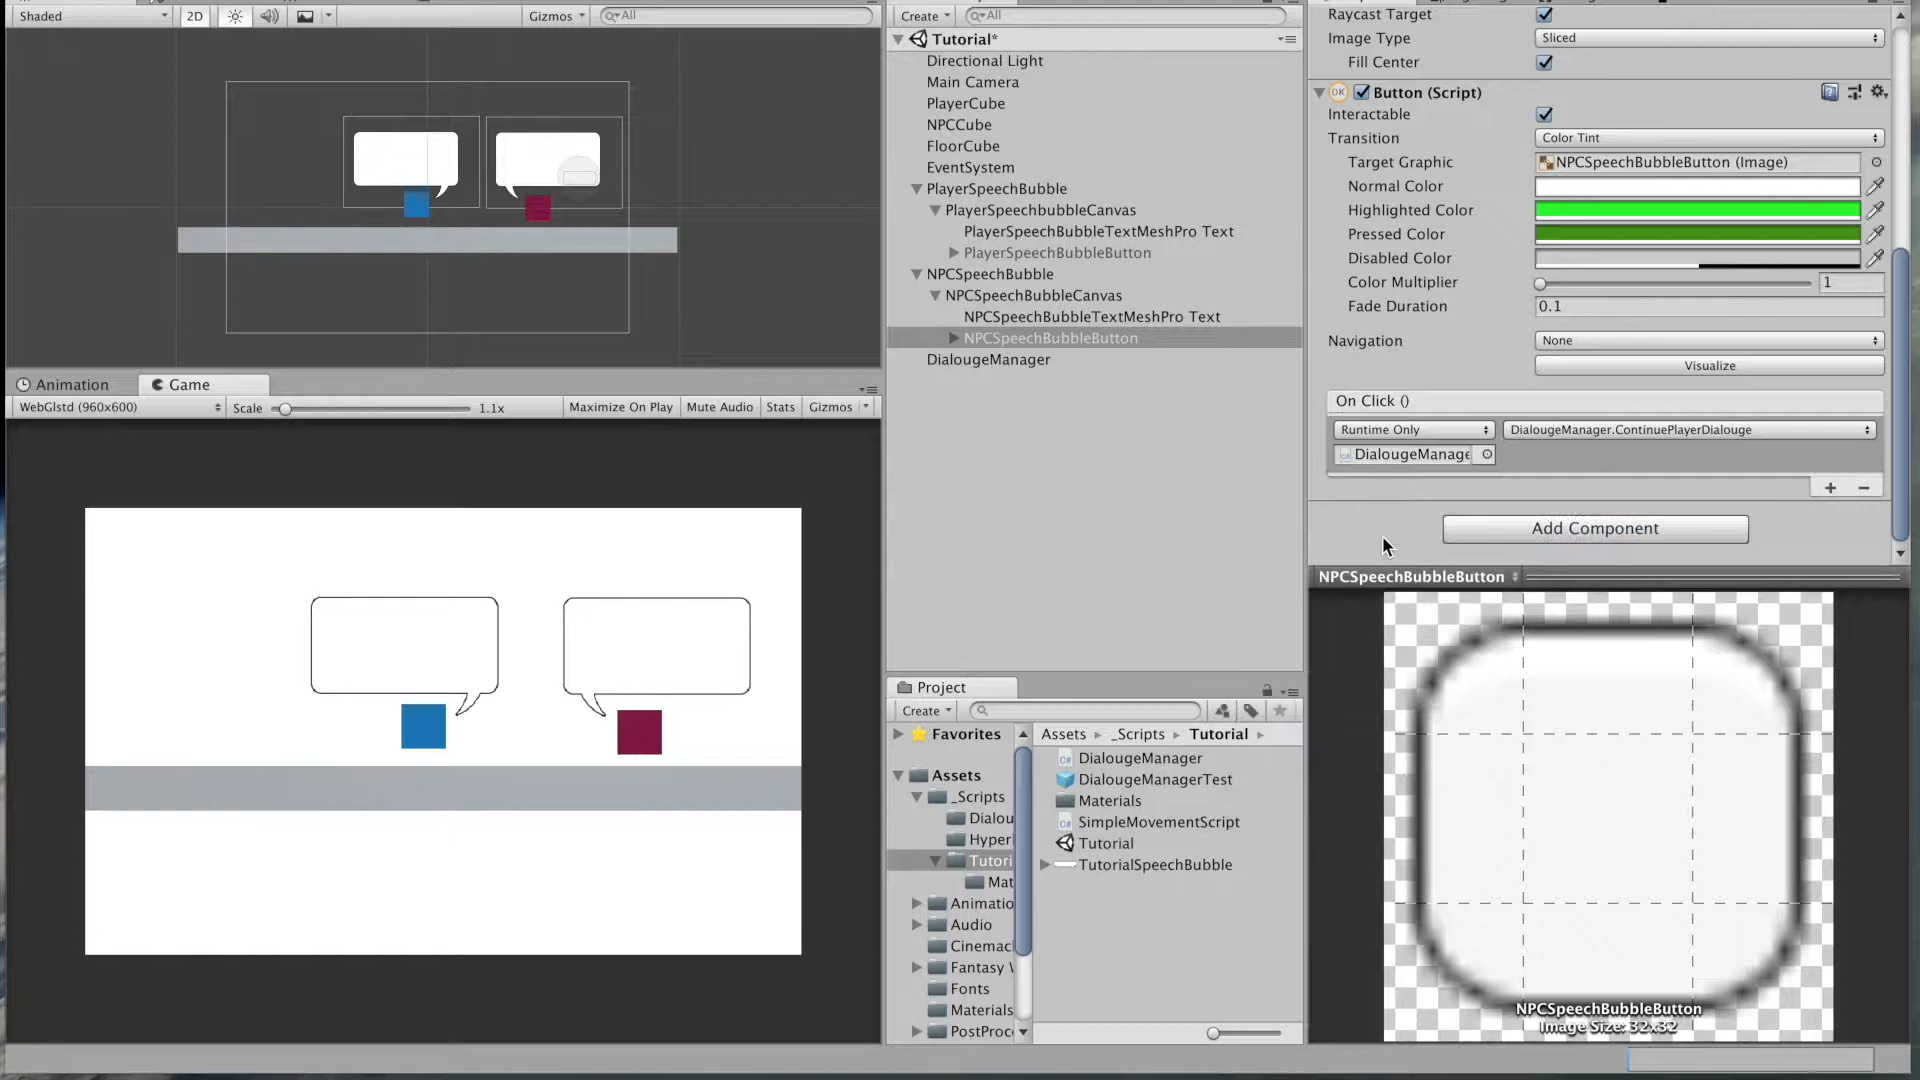 Shaded
2D
Gizmos
All
Animation
Game
WebGlstd (960x600)
Scale
1.1x
Maximize On Play
Mute Audio
Stats
Gizmos
Create
All
Tutorial*
Directional Light
Main Camera
PlayerCube
NPCCube
FloorCube
EventSystem
PlayerSpeechBubble
PlayerSpeechbubbleCanvas
PlayerSpeechBubbleTextMeshPro Text
PlayerSpeechBubbleButton
NPCSpeechBubble
NPCSpeechBubbleCanvas
NPCSpeechBubbleTextMeshPro Text
NPCSpeechBubbleButton
DialougeManager
Project
Create
Favorites
Assets
_Scripts
Dialou
Hyper
Tutori
Mat
Animatio
Audio
Cinemac
Fantasy
Fonts
Materials
PostProc
Assets
_Scripts
Tutorial
DialougeManager
DialougeManagerTest
Materials
SimpleMovementScript
Tutorial
TutorialSpeechBubble
Raycast Target
Image Type
Sliced
Fill Center
OK
Button (Script)
Interactable
Transition
Color Tint
Target Graphic
NPCSpeechBubbleButton (Image)
Normal Color
Highlighted Color
Pressed Color
Disabled Color
Color Multiplier
1
Fade Duration
0.1
Navigation
None
Visualize
On Click ()
Runtime Only
DialougeManager.ContinuePlayerDialouge
DialougeManage
Add Component
NPCSpeechBubbleButton
NPCSpeechBubbleButton
Image Size: 32x32